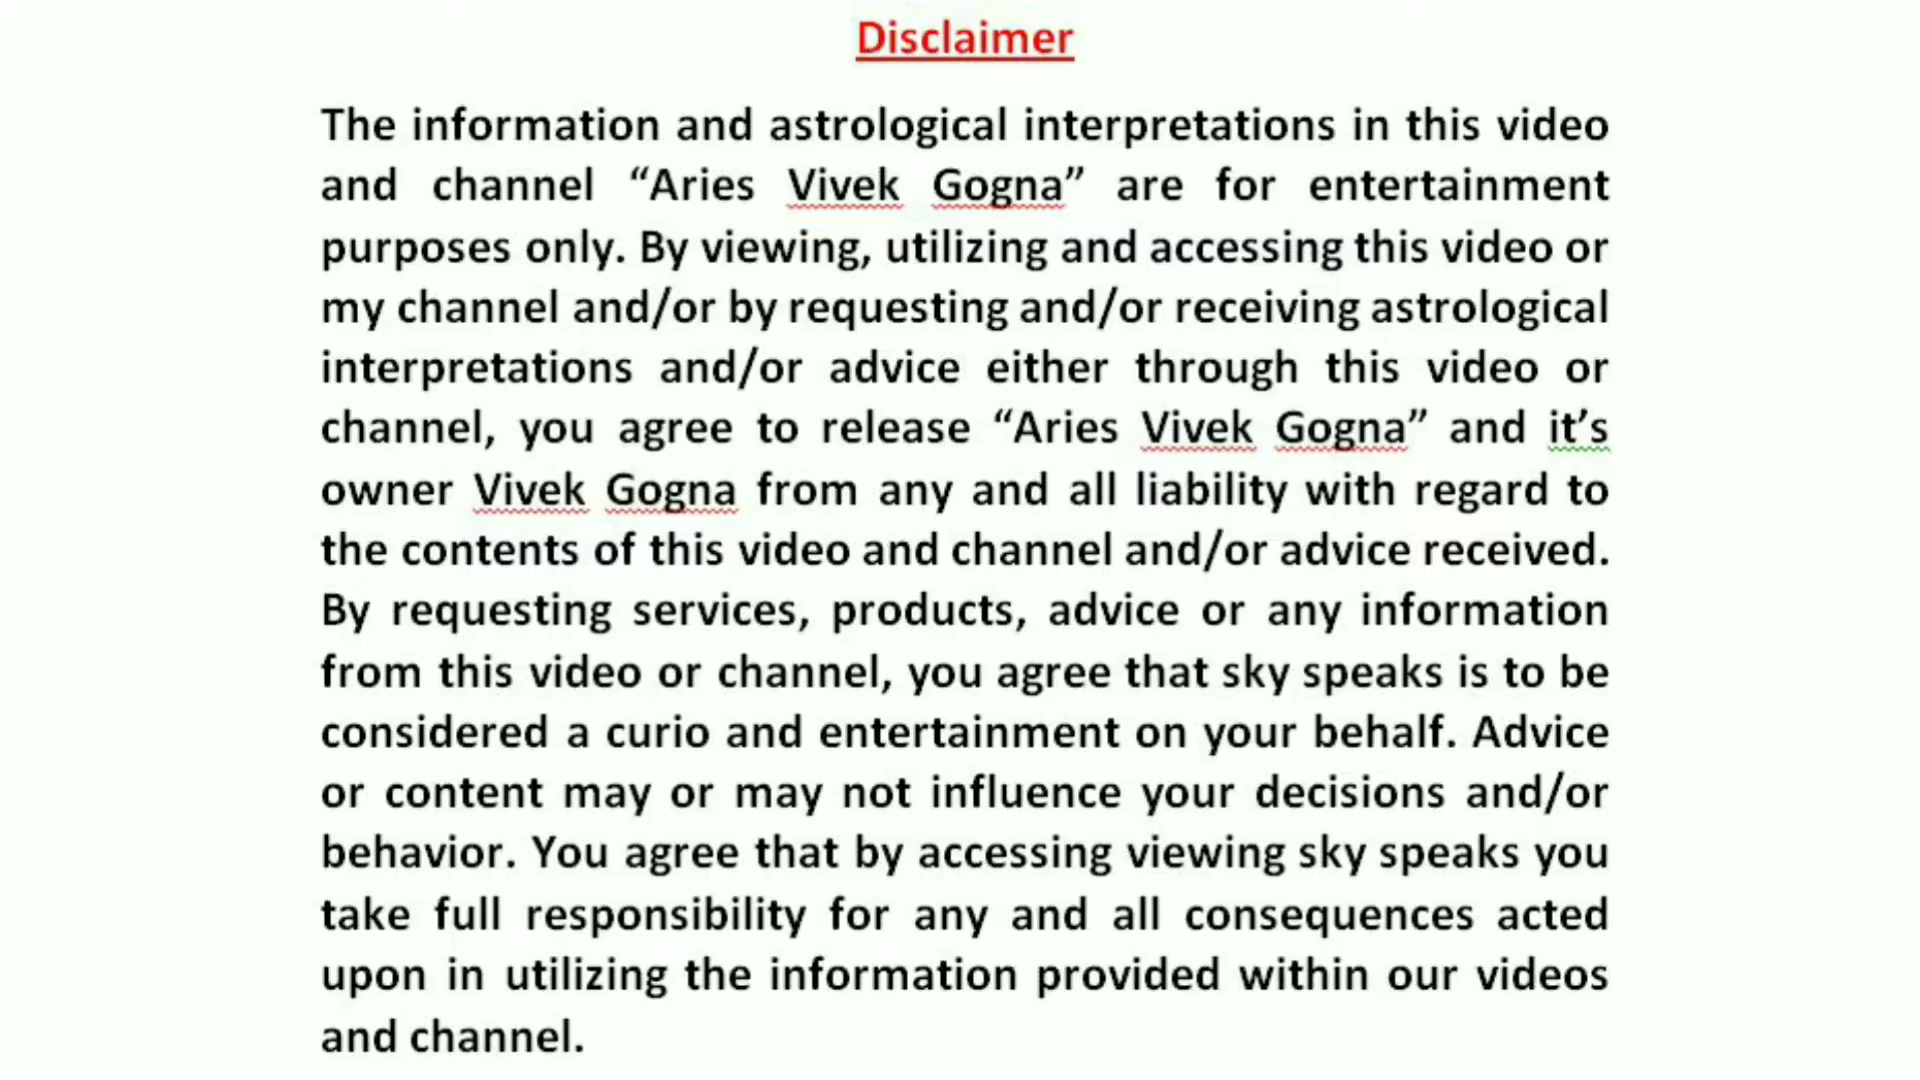 Disclaimer
The information and astrological interpretations in this video
and channel “Aries Vivek Gogna” are for entertainment
purposes only. By viewing, utilizing and accessing this video or
my channel and/or by requesting and/or receiving astrological
interpretations and/or advice either through this video or
channel, you agree to release “Aries Vivek Gogna” and it’s
owner Vivek Gogna from any and all liability with regard to
the contents of this video and channel and/or advice received.
By requesting services, products, advice or any information
from this video or channel, you agree that sky speaks is to be
considered a curio and entertainment on your behalf. Advice
or content may or may not influence your decisions and/or
behavior. You agree that by accessing viewing sky speaks you
take full responsibility for any and all consequences acted
upon in utilizing the information provided within our videos
and channel.